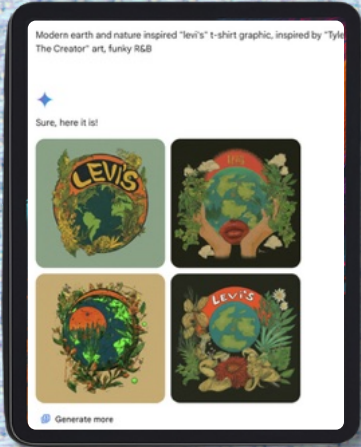 Modern earth and nature inspired "levi's" t-shirt graphic, inspired by "Tyle
The Creator" art, funky R&B
Sure, here it is!
LEVI'S
LEVI'S
Generate more